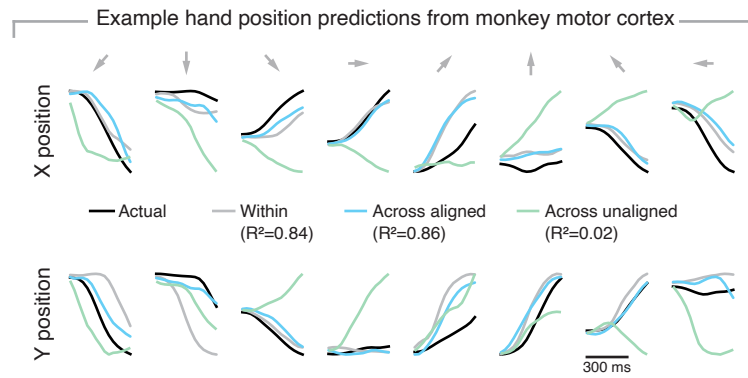 Example hand position predictions from monkey motor cortex
X position
Actual
Within
(R²=0.84)
Across aligned
(R²=0.86)
Across unaligned
(R²=0.02)
Y position
300 ms